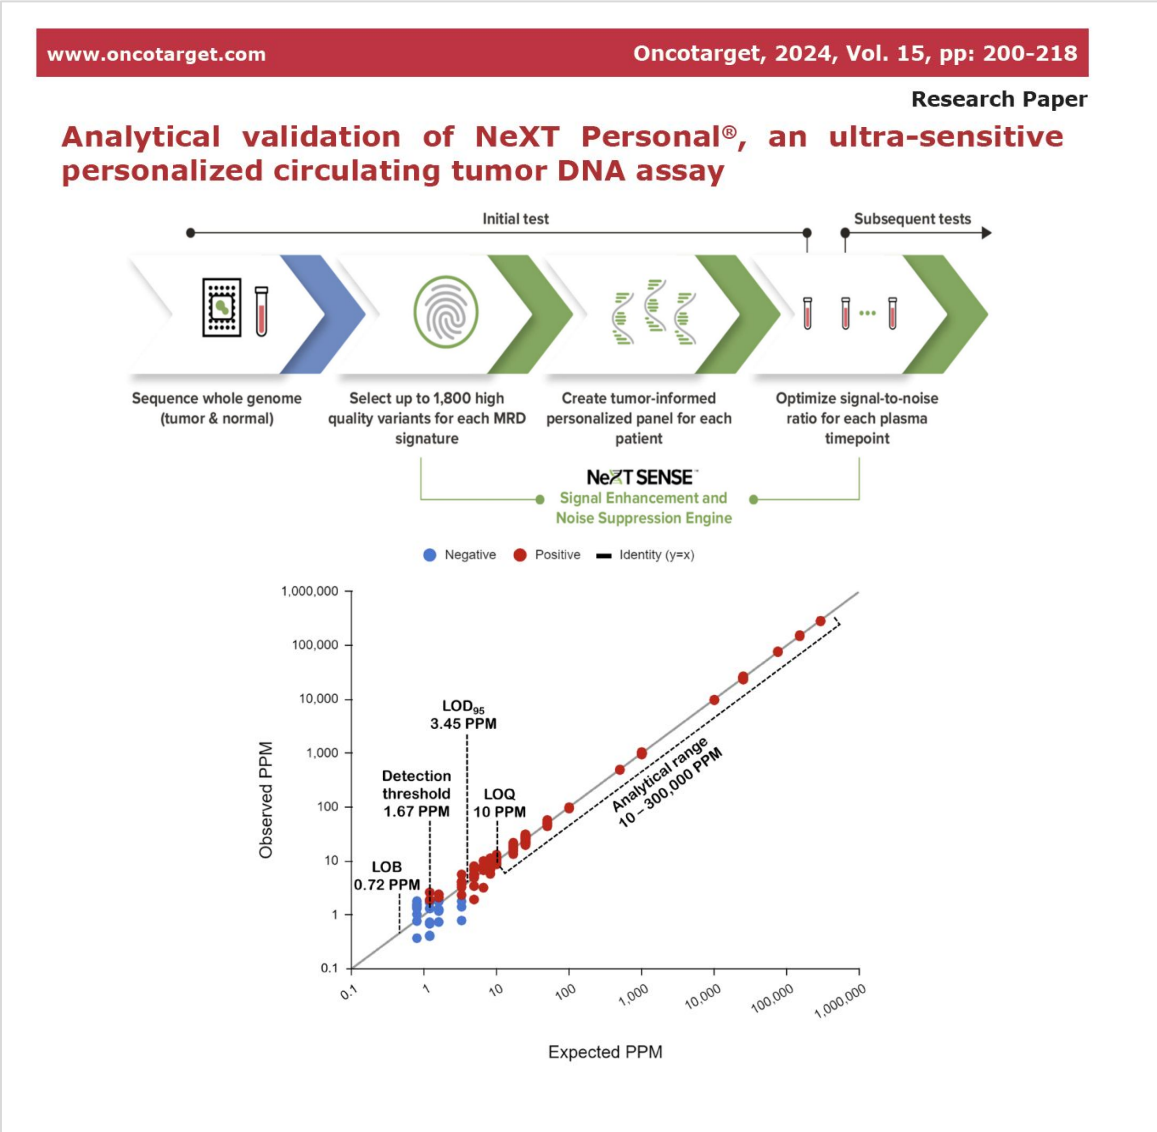 www.oncotarget.com
Oncotarget, 2024, Vol. 15, pp: 200-218
Research Paper
Analytical validation of NeXT Personal®, an ultra-sensitive
personalized circulating tumor DNA assay
Initial test
Subsequent tests
Sequence whole genome
(tumor & normal)
Select up to 1,800 high
quality variants for each MRD
signature
Create tumor-informed
personalized panel for each
patient
Optimize signal-to-noise
ratio for each plasma
timepoint
NeXT SENSE™
Signal Enhancement and
Noise Suppression Engine
Negative
Positive
Identity (y=x)
1,000,000
100,000
10,000
1,000
100
10
1
0.1
Observed PPM
LOD95
3.45 PPM
Detection
threshold
1.67 PPM
LOQ
10 PPM
LOB
0.72 PPM
Analytical range
10 – 300,000 PPM
0.1
1
10
100
1,000
10,000
100,000
1,000,000
Expected PPM